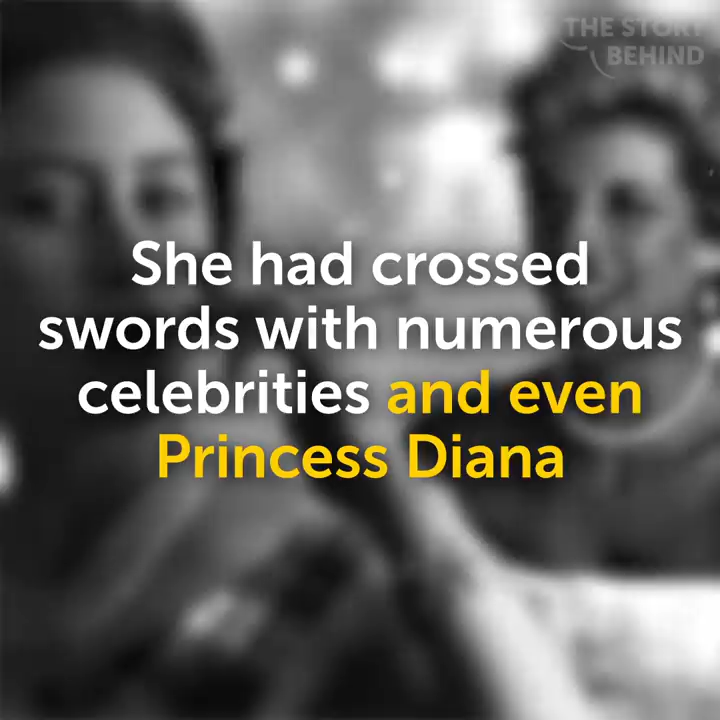 THE STORY
BEHIND
She had crossed
swords with numerous
celebrities and even
Princess Diana